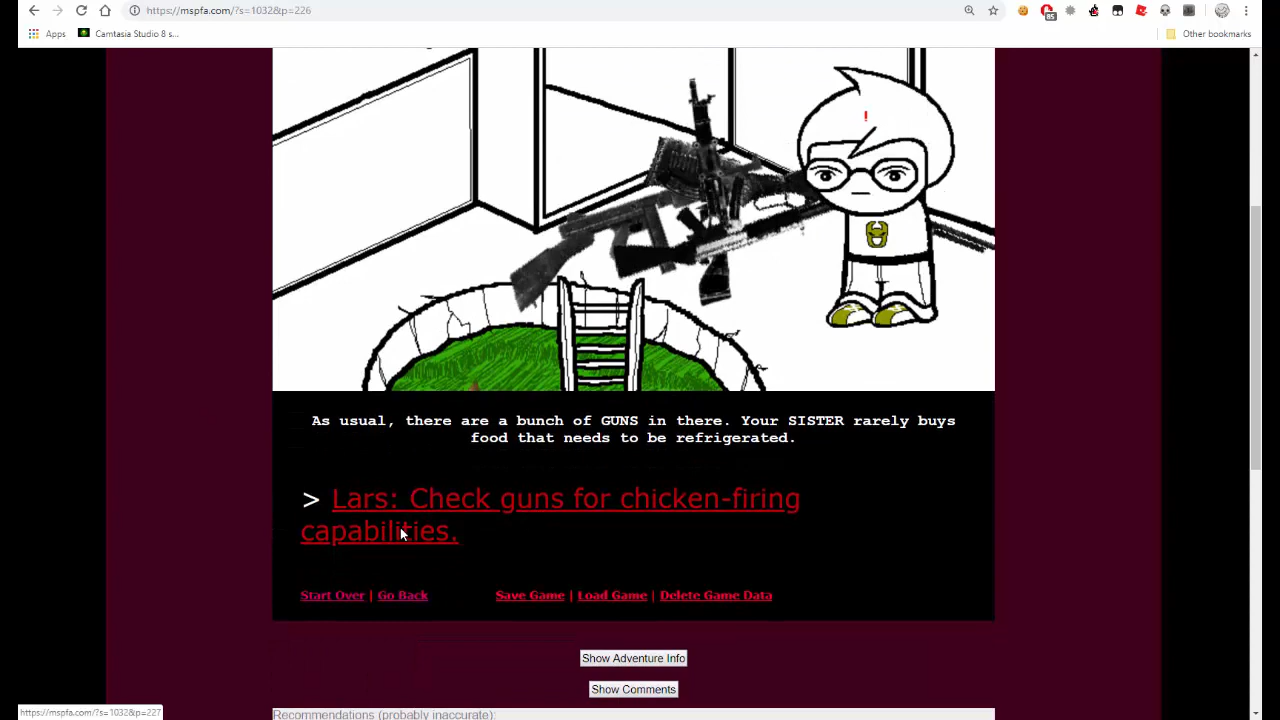 https://mspfa.com/?s=1032&p=226
85
Apps
Camtasia Studio 8 s...
Other bookmarks
!
As usual, there are a bunch of GUNS in there. Your SISTER rarely buys
food that needs to be refrigerated.
> Lars: Check guns for chicken-firing
capabilities.
Start Over | Go Back Save Game | Load Game | Delete Game Data
Show Adventure Info
Show Comments
https://mspfa.com/?s=1032&p=227
Recommendations (probably inaccurate):